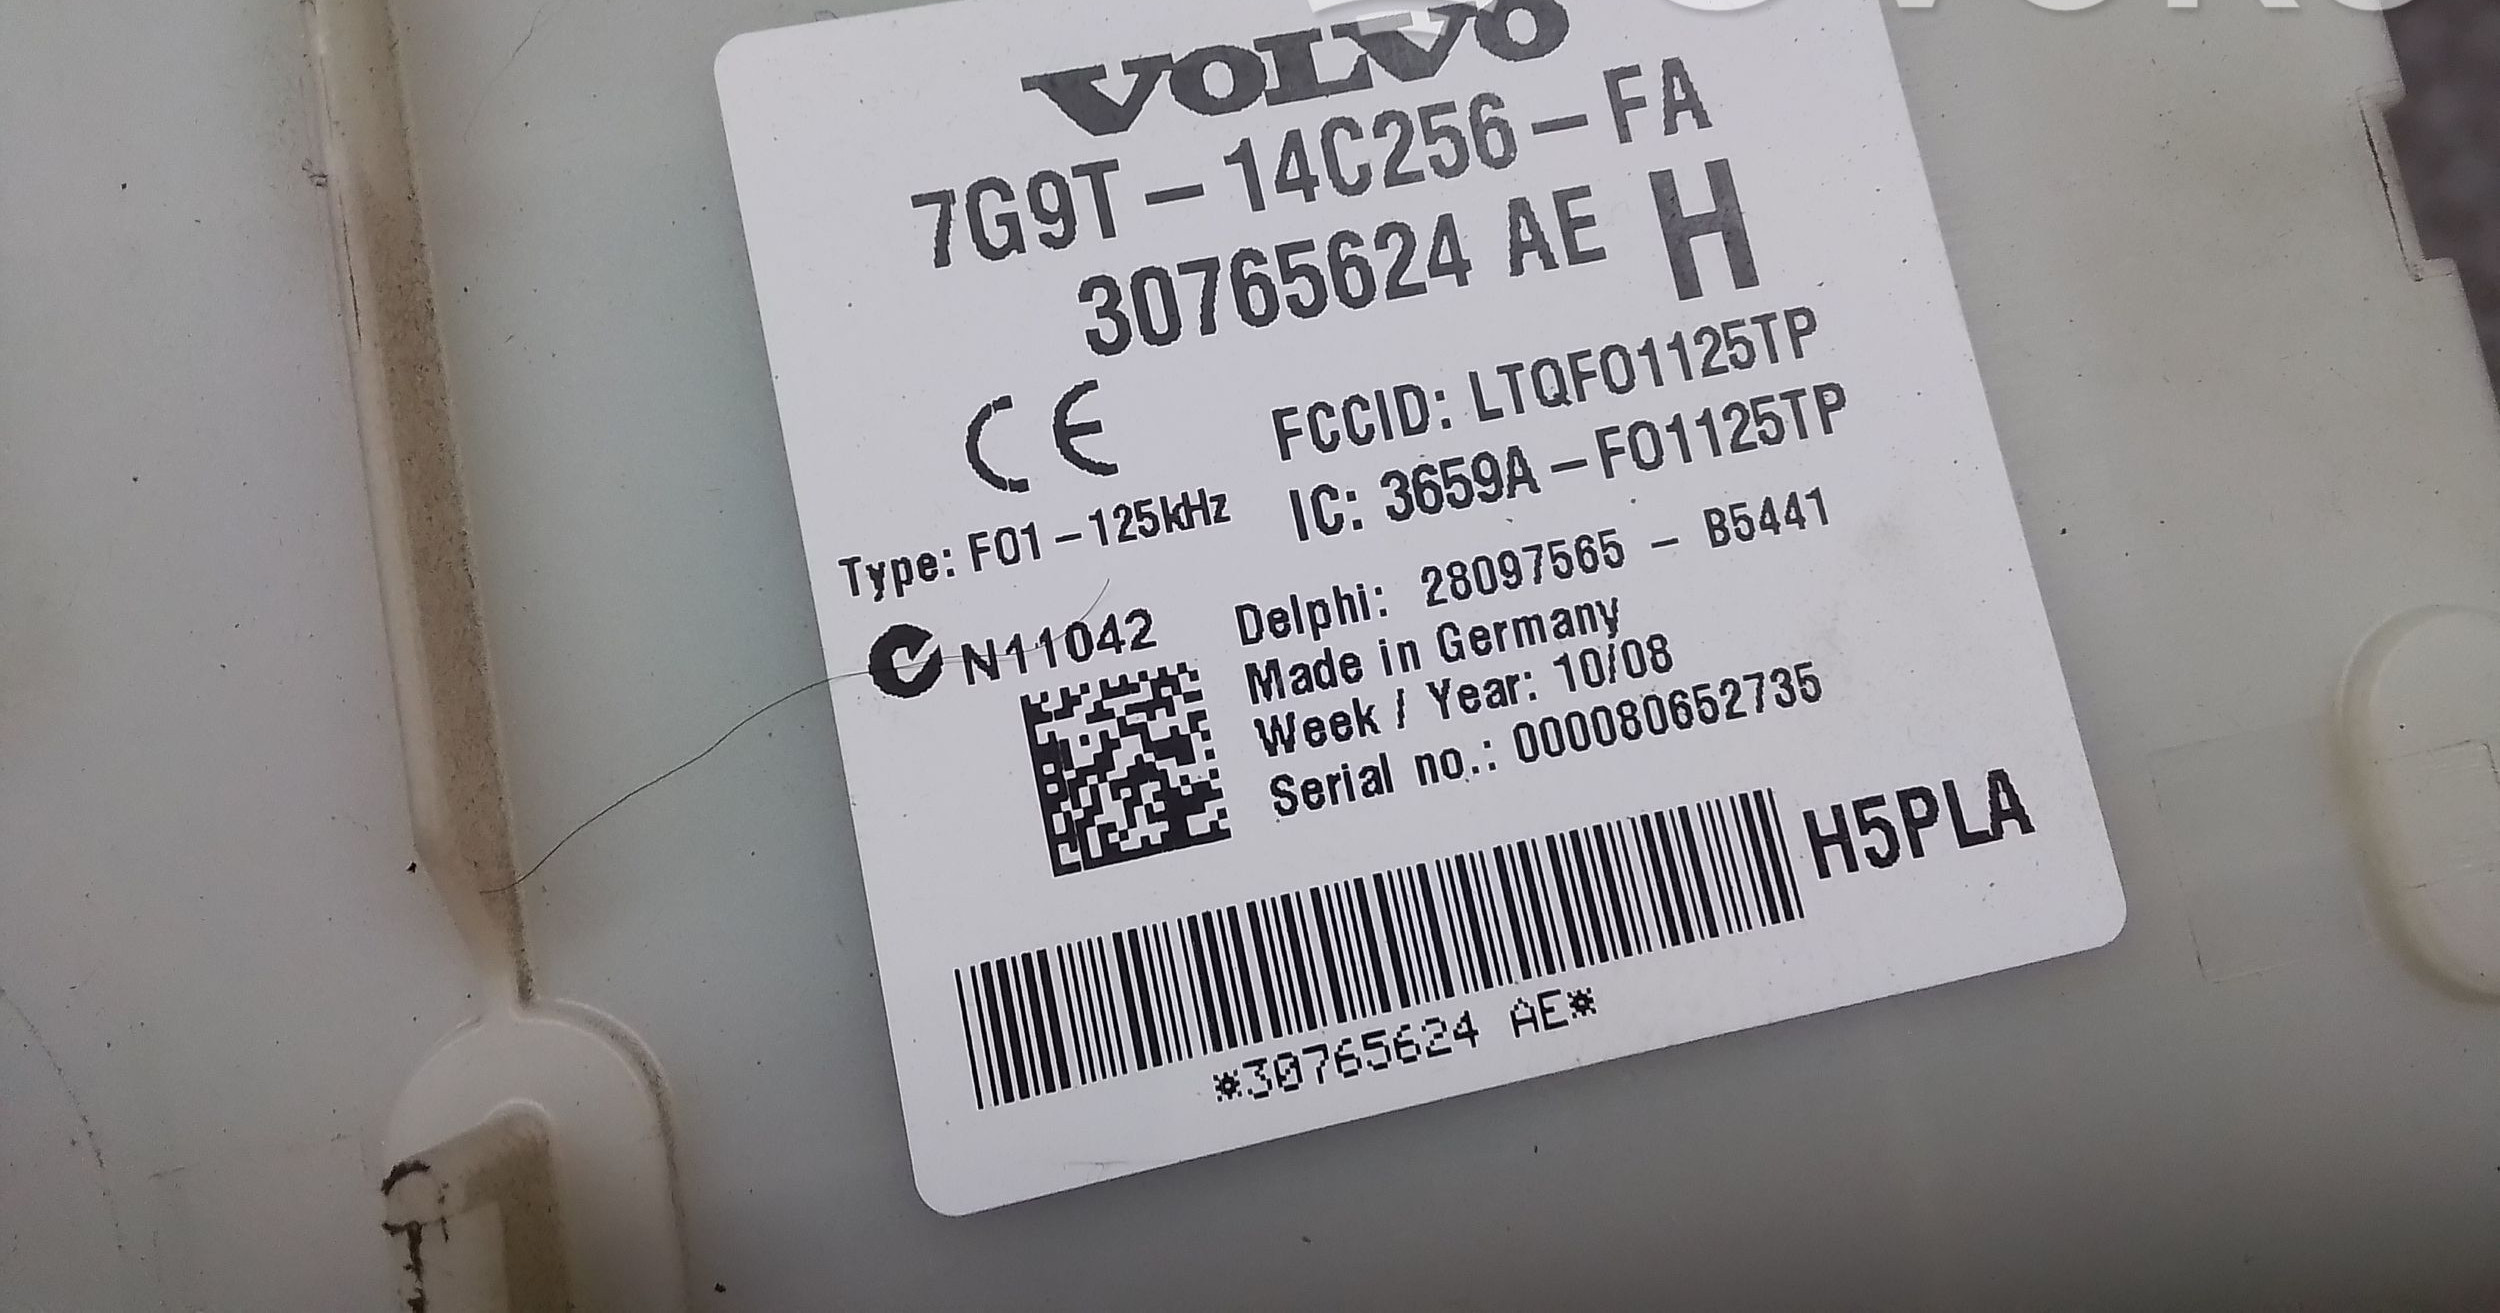 VOLVO
7G9T-14C256-FA
30765624 AE H
CE
FCCID: LTQFO1125TP
IC: 3659A-FO1125TP
Type: FO1-125kHz
N11042
Delphi: 28097565 - B5441
Made in Germany
Week / Year: 10/08
Serial no.: 000080652735
H5PLA
*30765624 AE*